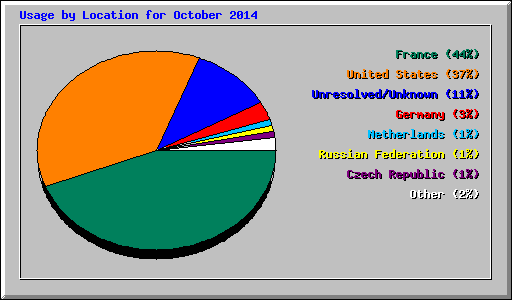 Usage by Location for October 2014
France (44%)
United States (37%)
Unresolved/Unknown (11%)
Germany (3%)
Netherlands (1%)
Russian Federation (1%)
Czech Republic (1%)
Other (2%)